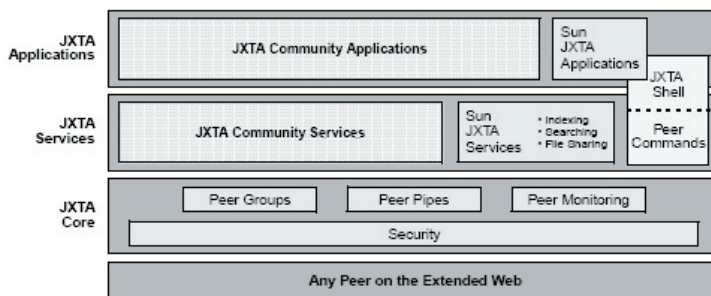 JXTA
Applications
JXTA Community Applications
Sun
JXTA
Applications
JXTA
Shell
Peer
Commands
JXTA
Services
JXTA Community Services
Sun
JXTA
Services
• Indexing
• Searching
• File Sharing
JXTA
Core
Peer Groups
Peer Pipes
Peer Monitoring
Security
Any Peer on the Extended Web